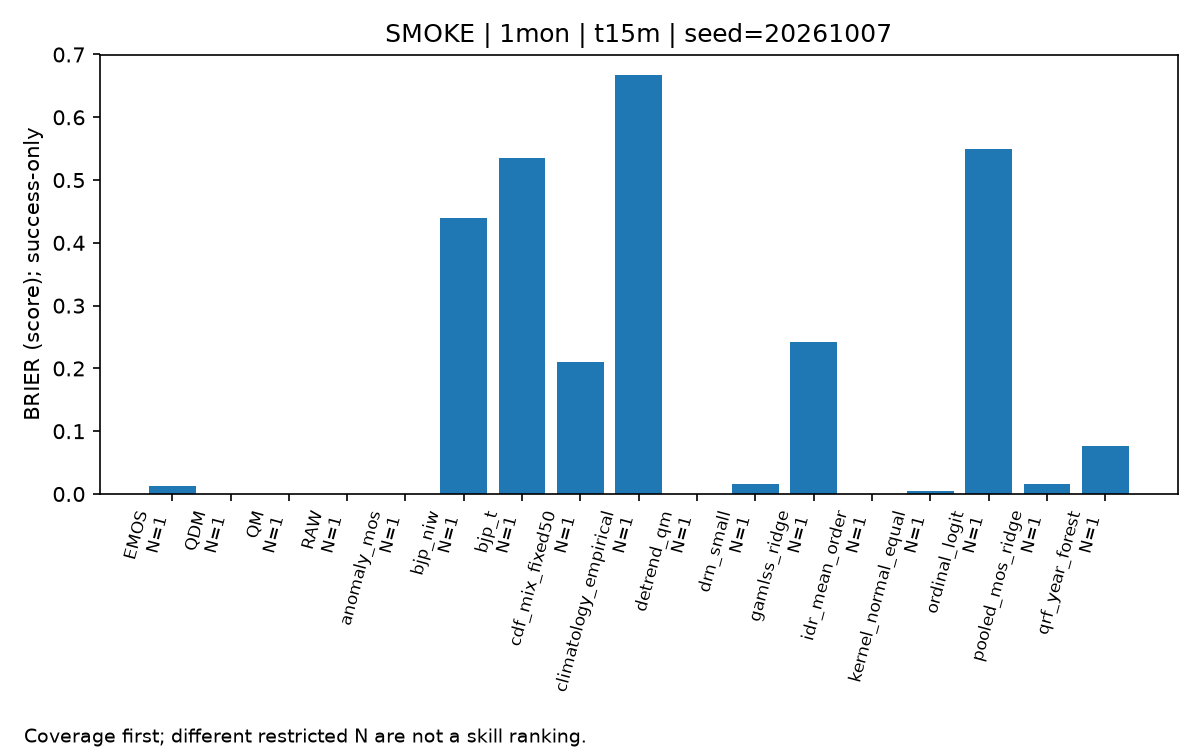 SMOKE | 1mon | t15m | seed=20261007
BRIER (score); success-only
0.7
0.6
0.5
0.4
0.3
0.2
0.1
0.0
EMOS
N=1
QDM
N=1
QM
N=1
RAW
N=1
anomaly_mos
N=1
bjp_niw
N=1
bjp_t
N=1
cdf_mix_fixed50
N=1
climatology_empirical
N=1
detrend_qm
N=1
drn_small
N=1
gamlss_ridge
N=1
idr_mean_order
N=1
kernel_normal_equal
N=1
ordinal_logit
N=1
pooled_mos_ridge
N=1
qrf_year_forest
N=1
Coverage first; different restricted N are not a skill ranking.